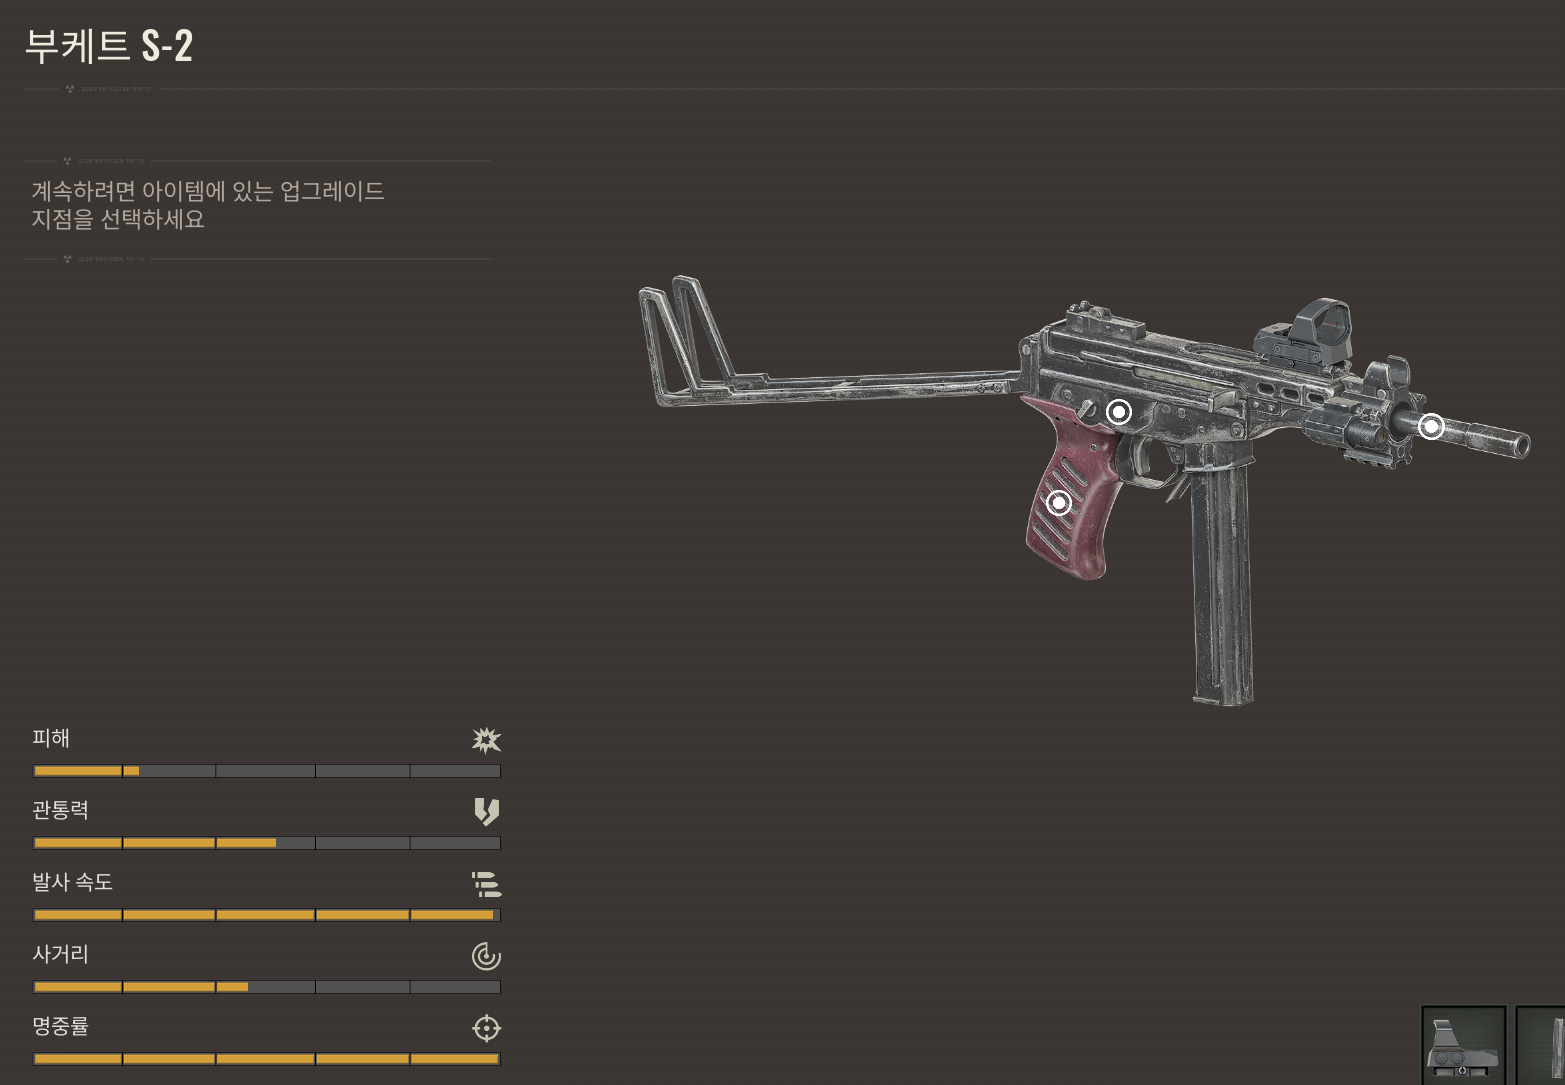 부케트 S-2
계속하려면 아이템에 있는 업그레이드
지점을 선택하세요
피해
관통력
발사 속도
사거리
명중률